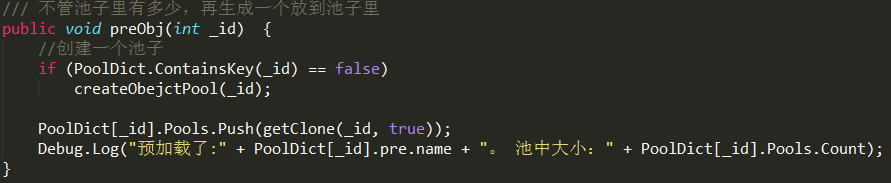 /// 不管池子里有多少，再生成一个放到池子里
public void preObj(int _id)  {
    //创建一个池子
    if (PoolDict.ContainsKey(_id) == false)
        createObejctPool(_id);

    PoolDict[_id].Pools.Push(getClone(_id, true));
    Debug.Log("预加载了:" + PoolDict[_id].pre.name + "。 池中大小：" + PoolDict[_id].Pools.Count);
}